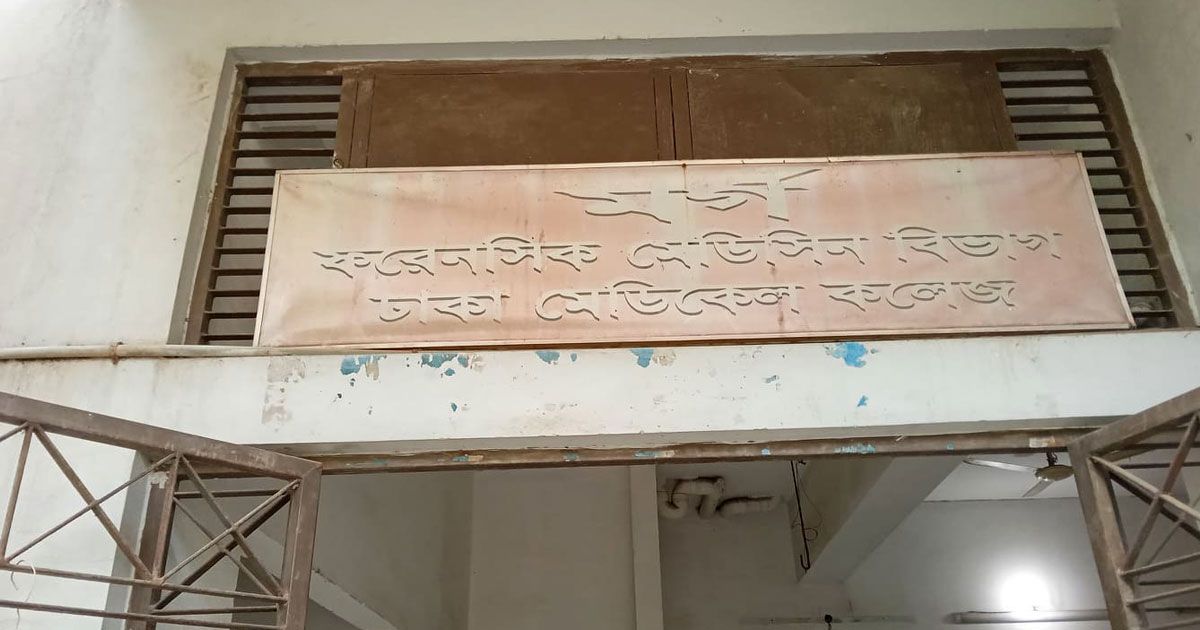 মর্গ
ফরেনসিক মেডিসিন বিভাগ
ঢাকা মেডিকেল কলেজ